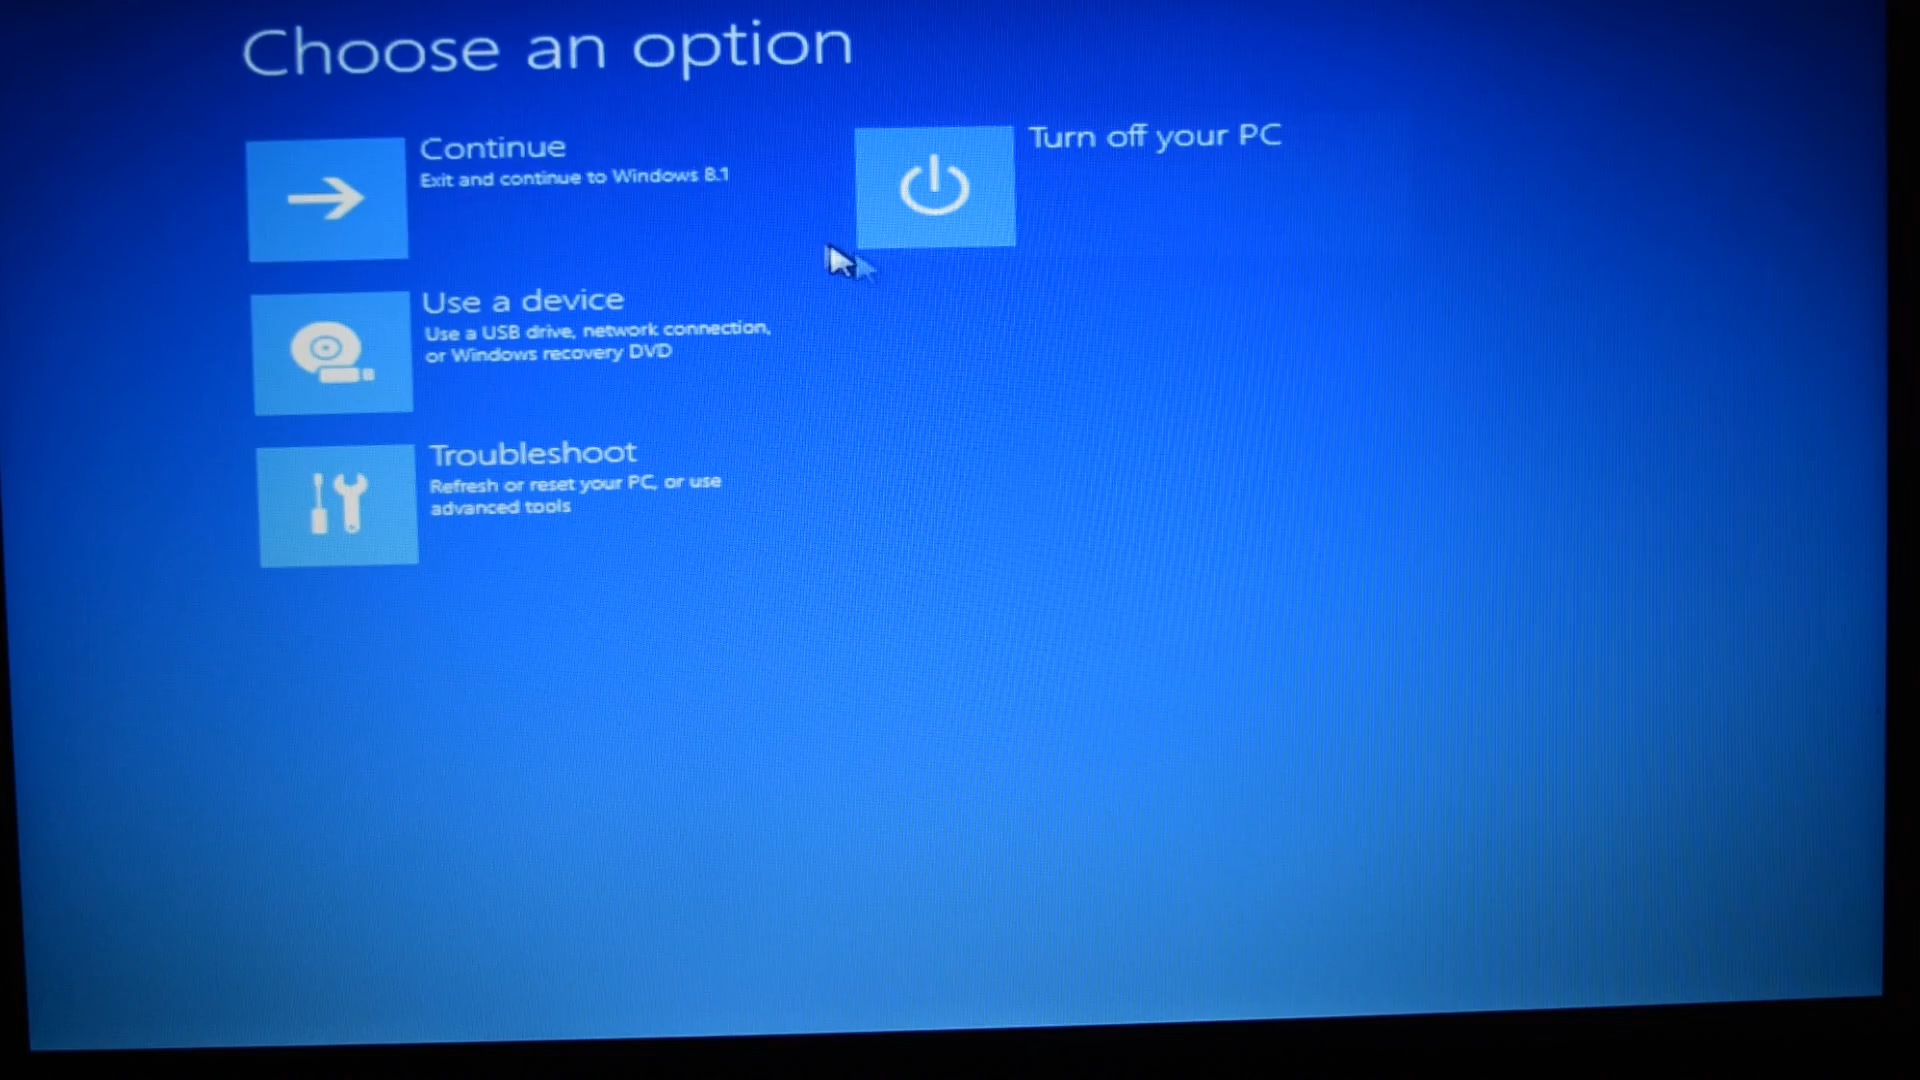 Choose an option
Continue
Exit and continue to Windows 8.1
Turn off your PC
Use a device
Use a USB drive, network connection,
or Windows recovery DVD
Troubleshoot
Refresh or reset your PC, or use
advanced tools